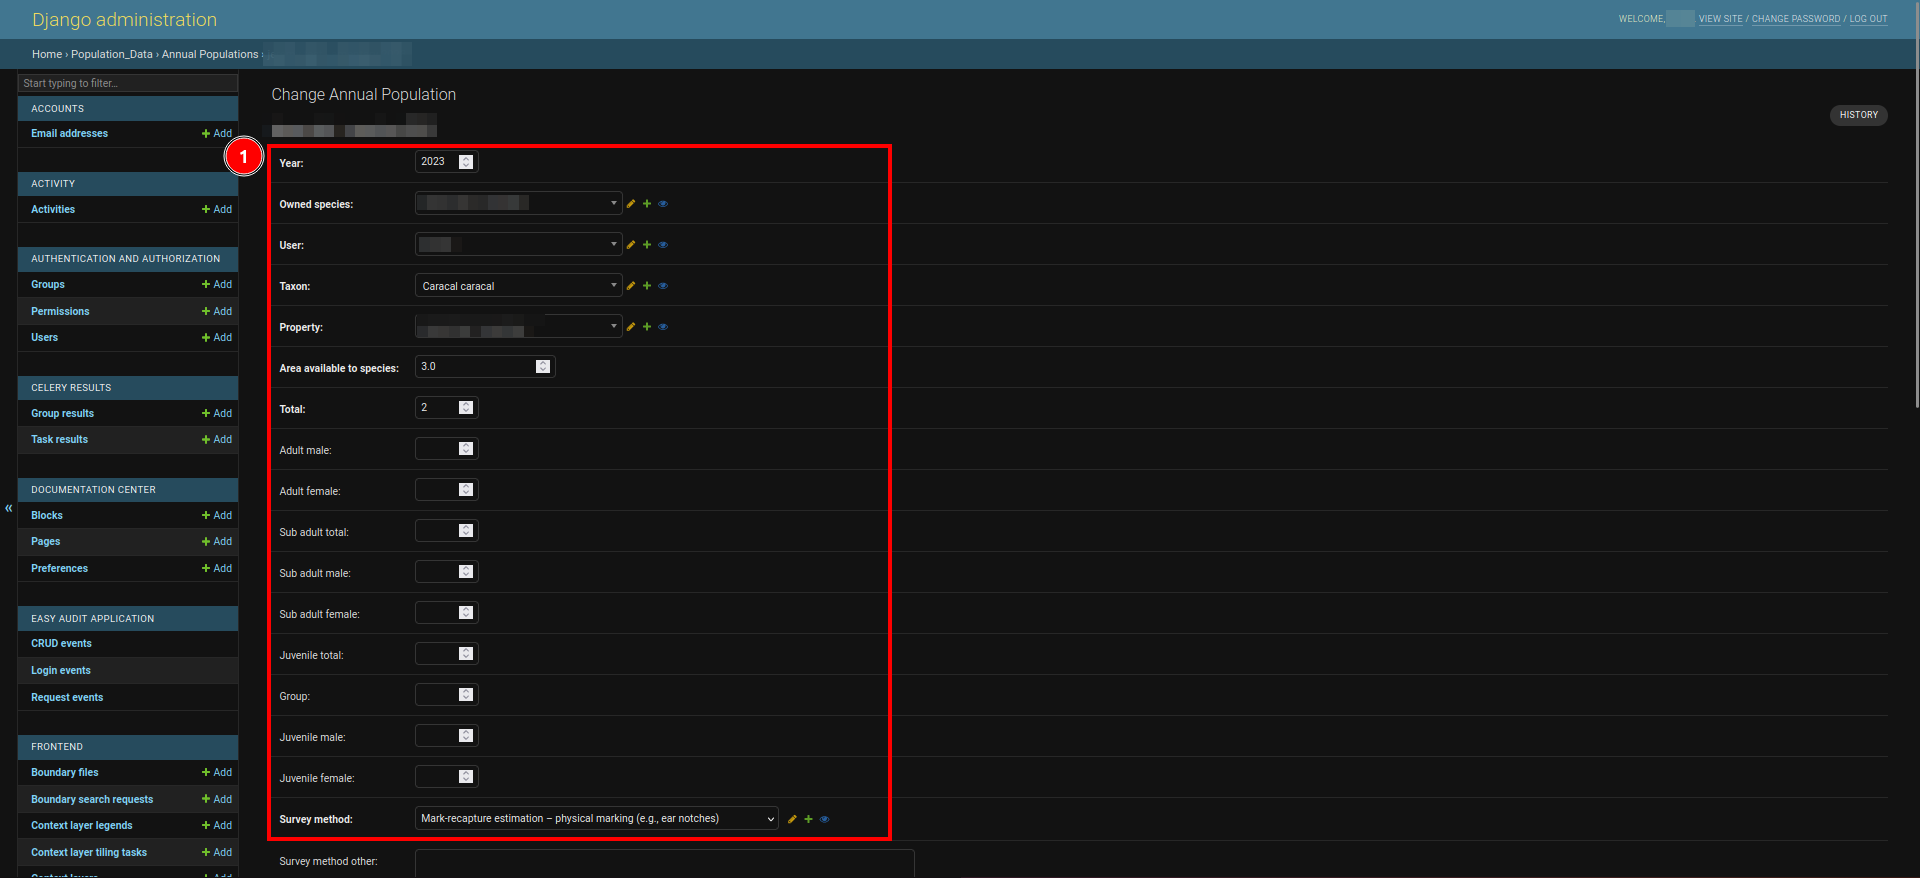 Django administration
WELCOME, VIEW SITE / CHANGE PASSWORD / LOG OUT
Home › Population_Data › Annual Populations ›
Start typing to filter...
ACCOUNTS
Email addresses + Add
ACTIVITY
Activities + Add
AUTHENTICATION AND AUTHORIZATION
Groups + Add
Permissions + Add
Users + Add
CELERY RESULTS
Group results + Add
Task results + Add
DOCUMENTATION CENTER
Blocks + Add
Pages + Add
Preferences + Add
EASY AUDIT APPLICATION
CRUD events
Login events
Request events
FRONTEND
Boundary files + Add
Boundary search requests + Add
Context layer legends + Add
Context layer tiling tasks + Add
Context layers + Add
«
Change Annual Population
HISTORY
1
Year: 2023
Owned species:
User:
Taxon: Caracal caracal
Property:
Area available to species: 3.0
Total: 2
Adult male:
Adult female:
Sub adult total:
Sub adult male:
Sub adult female:
Juvenile total:
Group:
Juvenile male:
Juvenile female:
Survey method: Mark-recapture estimation – physical marking (e.g., ear notches)
Survey method other: